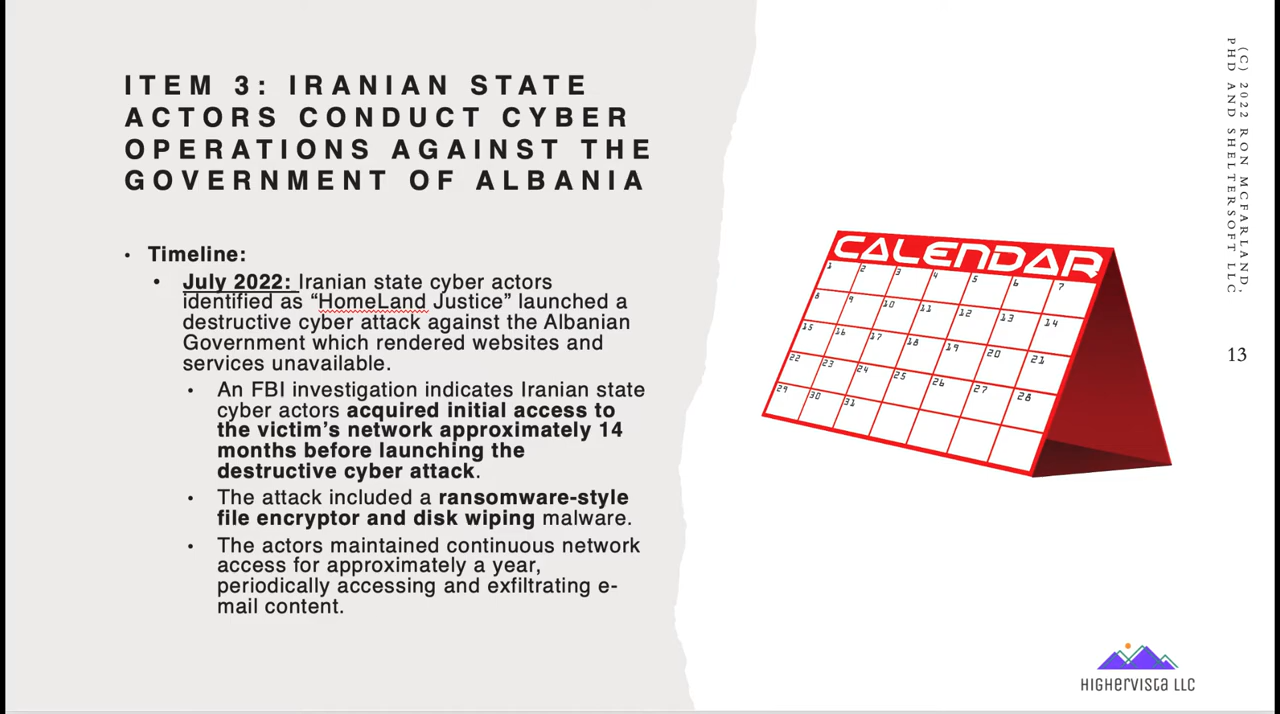 ITEM 3: IRANIAN STATE
ACTORS CONDUCT CYBER
OPERATIONS AGAINST THE
GOVERNMENT OF ALBANIA
• Timeline:
• July 2022: Iranian state cyber actors
identified as “HomeLand Justice” launched a
destructive cyber attack against the Albanian
Government which rendered websites and
services unavailable.
• An FBI investigation indicates Iranian state
cyber actors acquired initial access to
the victim’s network approximately 14
months before launching the
destructive cyber attack.
• The attack included a ransomware-style
file encryptor and disk wiping malware.
• The actors maintained continuous network
access for approximately a year,
periodically accessing and exfiltrating e-
mail content.
CALENDAR
1 2 3 4 5 6 7
8 9 10 11 12 13 14
15 16 17 18 19 20 21
22 23 24 25 26 27 28
29 30 31
(C) 2022 RON MCFARLAND,
PHD AND SHELTERSOFT LLC
13
HIGHERVISTA LLC